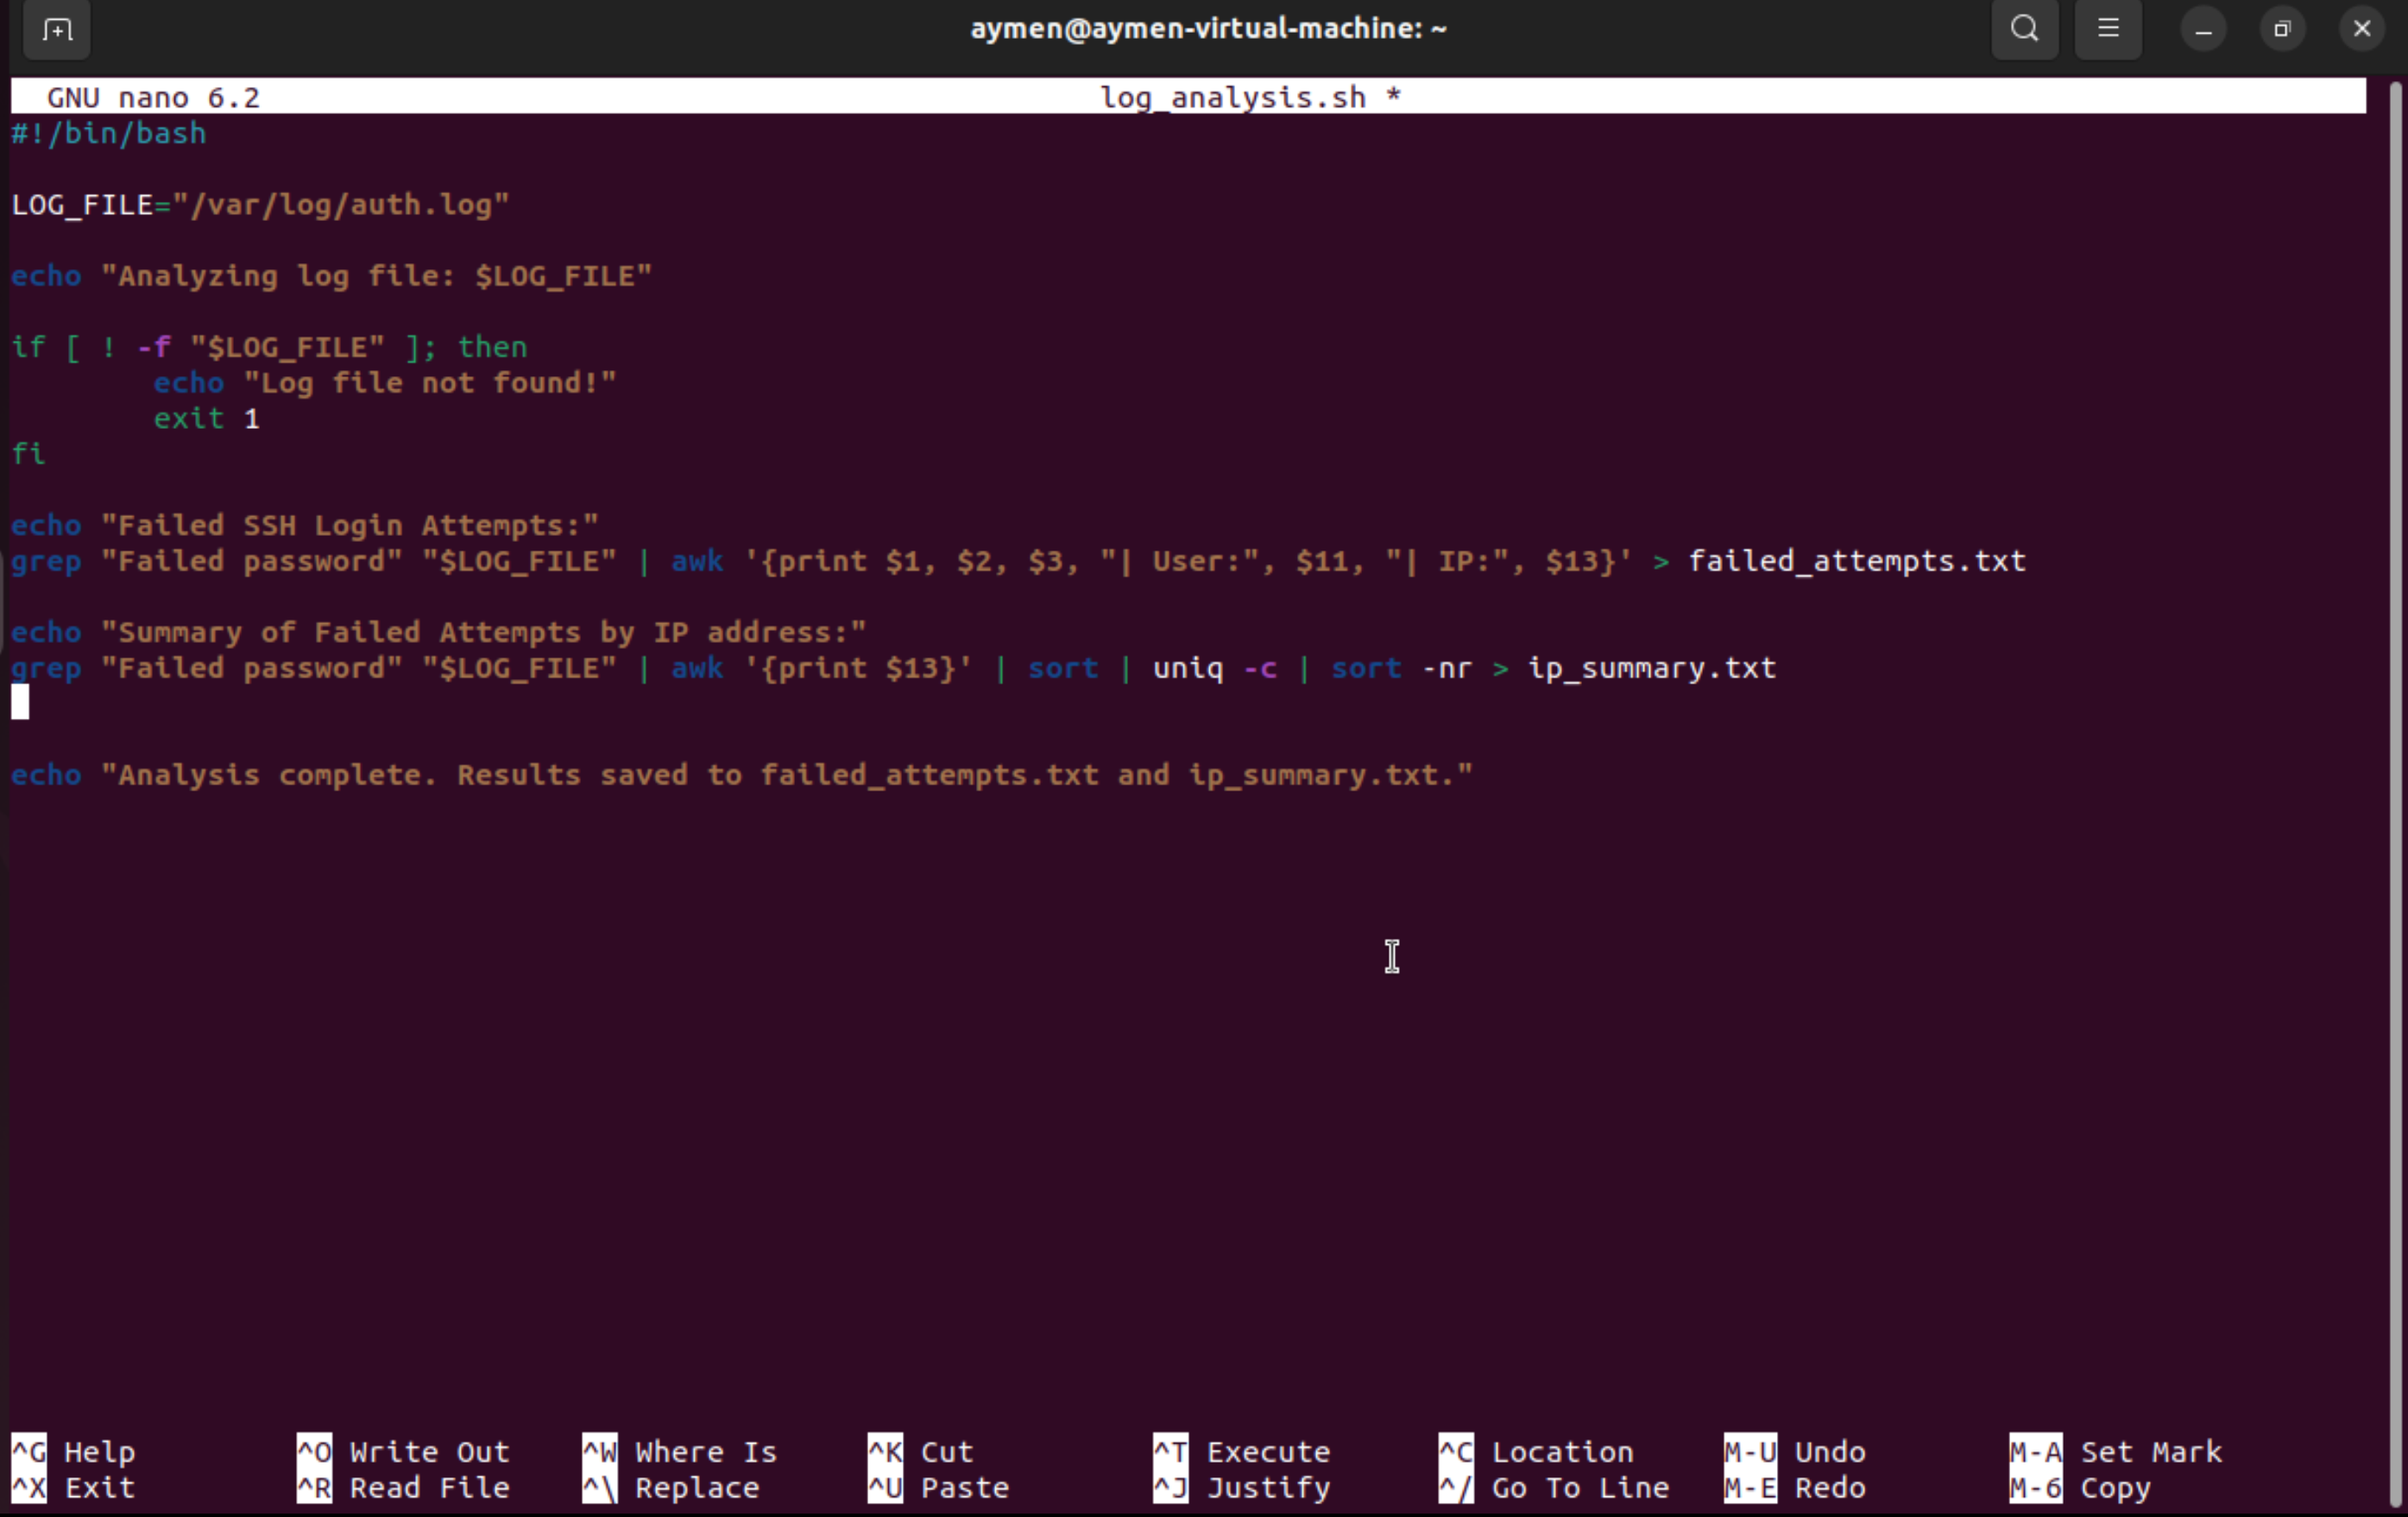 aymen@aymen-virtual-machine: ~
GNU nano 6.2 log_analysis.sh *
#!/bin/bash
LOG_FILE="/var/log/auth.log"
echo "Analyzing log file: $LOG_FILE"
if [ ! -f "$LOG_FILE" ]; then
echo "Log file not found!"
exit 1
fi
echo "Failed SSH Login Attempts:"
grep "Failed password" "$LOG_FILE" | awk '{print $1, $2, $3, "| User:", $11, "| IP:", $13}' > failed_attempts.txt
echo "Summary of Failed Attempts by IP address:"
grep "Failed password" "$LOG_FILE" | awk '{print $13}' | sort | uniq -c | sort -nr > ip_summary.txt
echo "Analysis complete. Results saved to failed_attempts.txt and ip_summary.txt."
^G Help ^O Write Out ^W Where Is ^K Cut ^T Execute ^C Location M-U Undo M-A Set Mark
^X Exit ^R Read File ^\ Replace ^U Paste ^J Justify ^/ Go To Line M-E Redo M-6 Copy